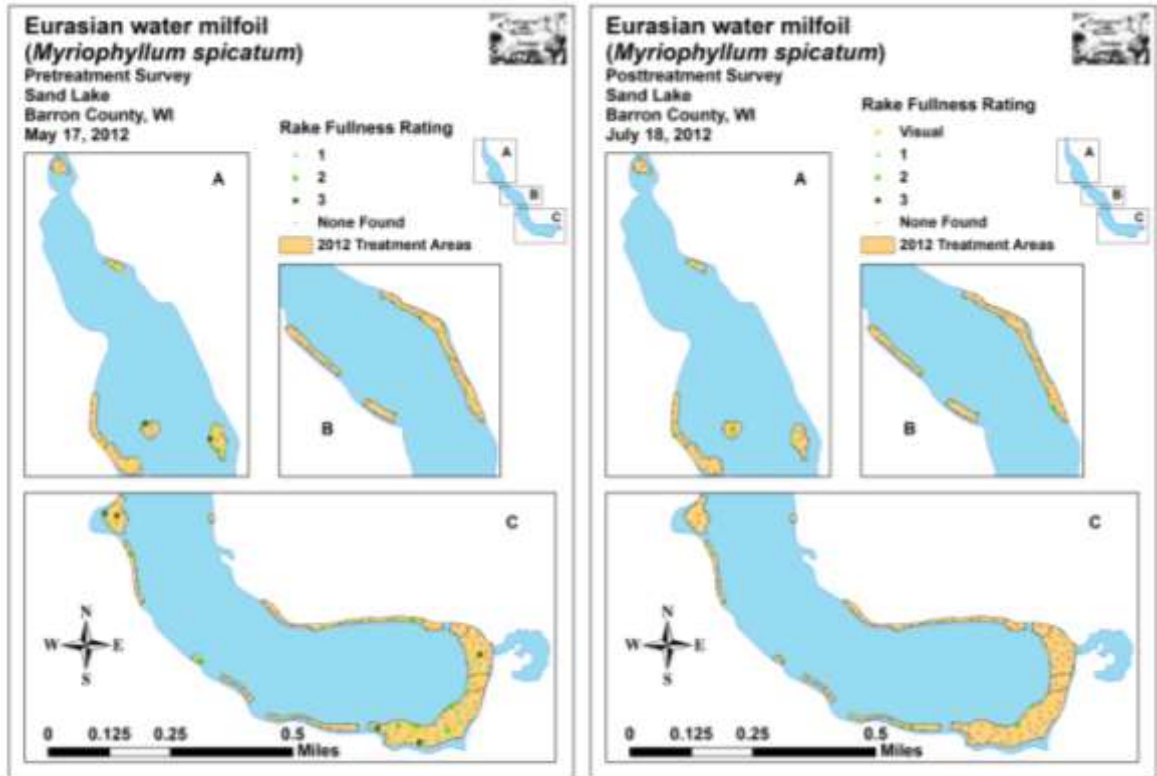 Eurasian water milfoil
(Myriophyllum spicatum)
Pretreatment Survey
Sand Lake
Barron County, WI
May 17, 2012
Rake Fullness Rating
1
2
3
None Found
2012 Treatment Areas
A
B
C
A
B
C
N
W E
S
0 0.125 0.25 0.5
Miles
Eurasian water milfoil
(Myriophyllum spicatum)
Posttreatment Survey
Sand Lake
Barron County, WI
July 18, 2012
Rake Fullness Rating
Visual
1
2
3
None Found
2012 Treatment Areas
A
B
C
A
B
C
N
W E
S
0 0.125 0.25 0.5
Miles